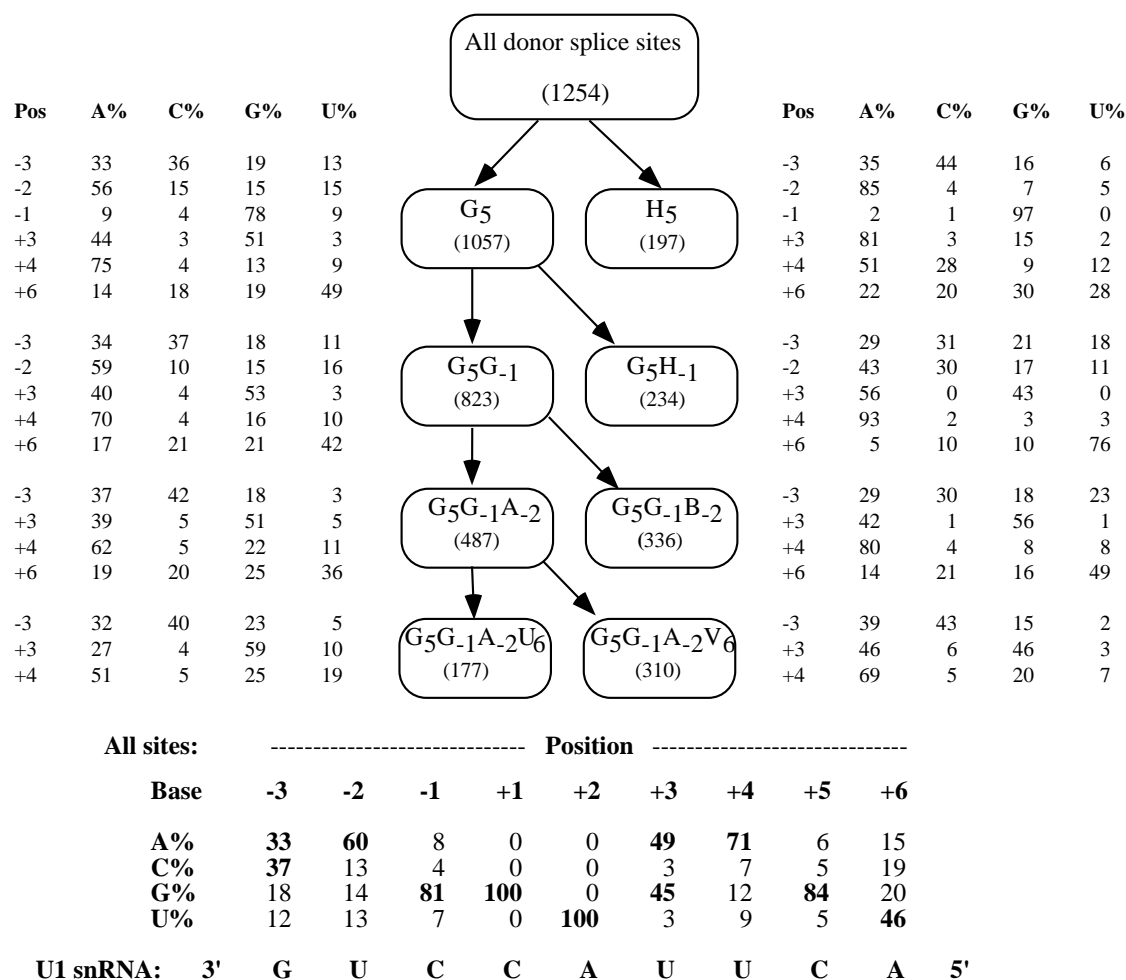 All donor splice sites
(1254)
Pos A% C% G% U% Pos A% C% G% U%
-3 33 36 19 13 -3 35 44 16 6
-2 56 15 15 15 G5 H5 -2 85 4 7 5
-1 9 4 78 9 (1057) (197) -1 2 1 97 0
+3 44 3 51 3 +3 81 3 15 2
+4 75 4 13 9 +4 51 28 9 12
+6 14 18 19 49 +6 22 20 30 28
-3 34 37 18 11 -3 29 31 21 18
-2 59 10 15 16 G5G-1 G5H-1 -2 43 30 17 11
+3 40 4 53 3 (823) (234) +3 56 0 43 0
+4 70 4 16 10 +4 93 2 3 3
+6 17 21 21 42 +6 5 10 10 76
-3 37 42 18 3 G5G-1A-2 G5G-1B-2 -3 29 30 18 23
+3 39 5 51 5 (487) (336) +3 42 1 56 1
+4 62 5 22 11 +4 80 4 8 8
+6 19 20 25 36 +6 14 21 16 49
-3 32 40 23 5 G5G-1A-2U6 G5G-1A-2V6 -3 39 43 15 2
+3 27 4 59 10 (177) (310) +3 46 6 46 3
+4 51 5 25 19 +4 69 5 20 7
All sites: ------------------------------ Position ------------------------------
Base -3 -2 -1 +1 +2 +3 +4 +5 +6
A% 33 60 8 0 0 49 71 6 15
C% 37 13 4 0 0 3 7 5 19
G% 18 14 81 100 0 45 12 84 20
U% 12 13 7 0 100 3 9 5 46
U1 snRNA: 3' G U C C A U U C A 5'